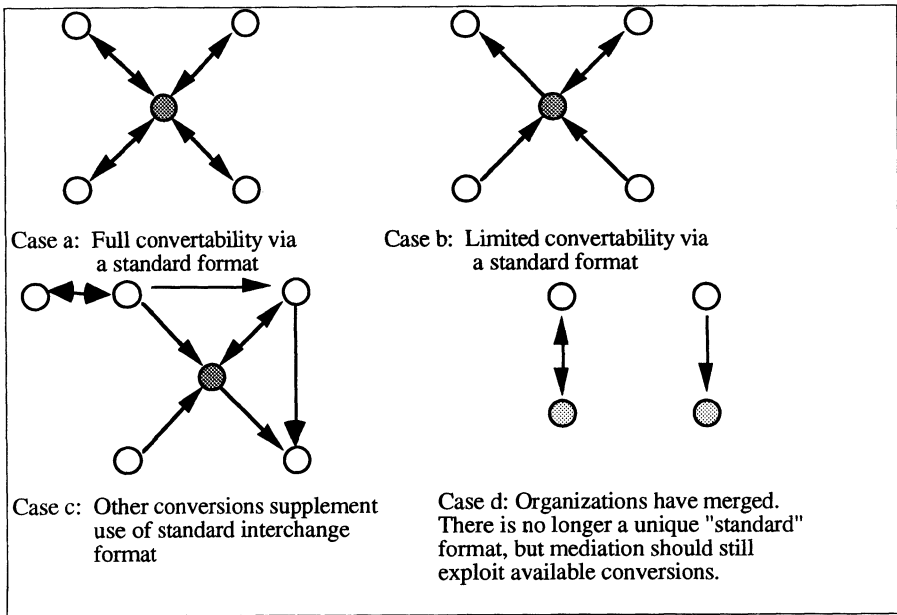 Case a: Full convertability via
a standard format
Case b: Limited convertability via
a standard format
Case c: Other conversions supplement
use of standard interchange
format
Case d: Organizations have merged.
There is no longer a unique "standard"
format, but mediation should still
exploit available conversions.